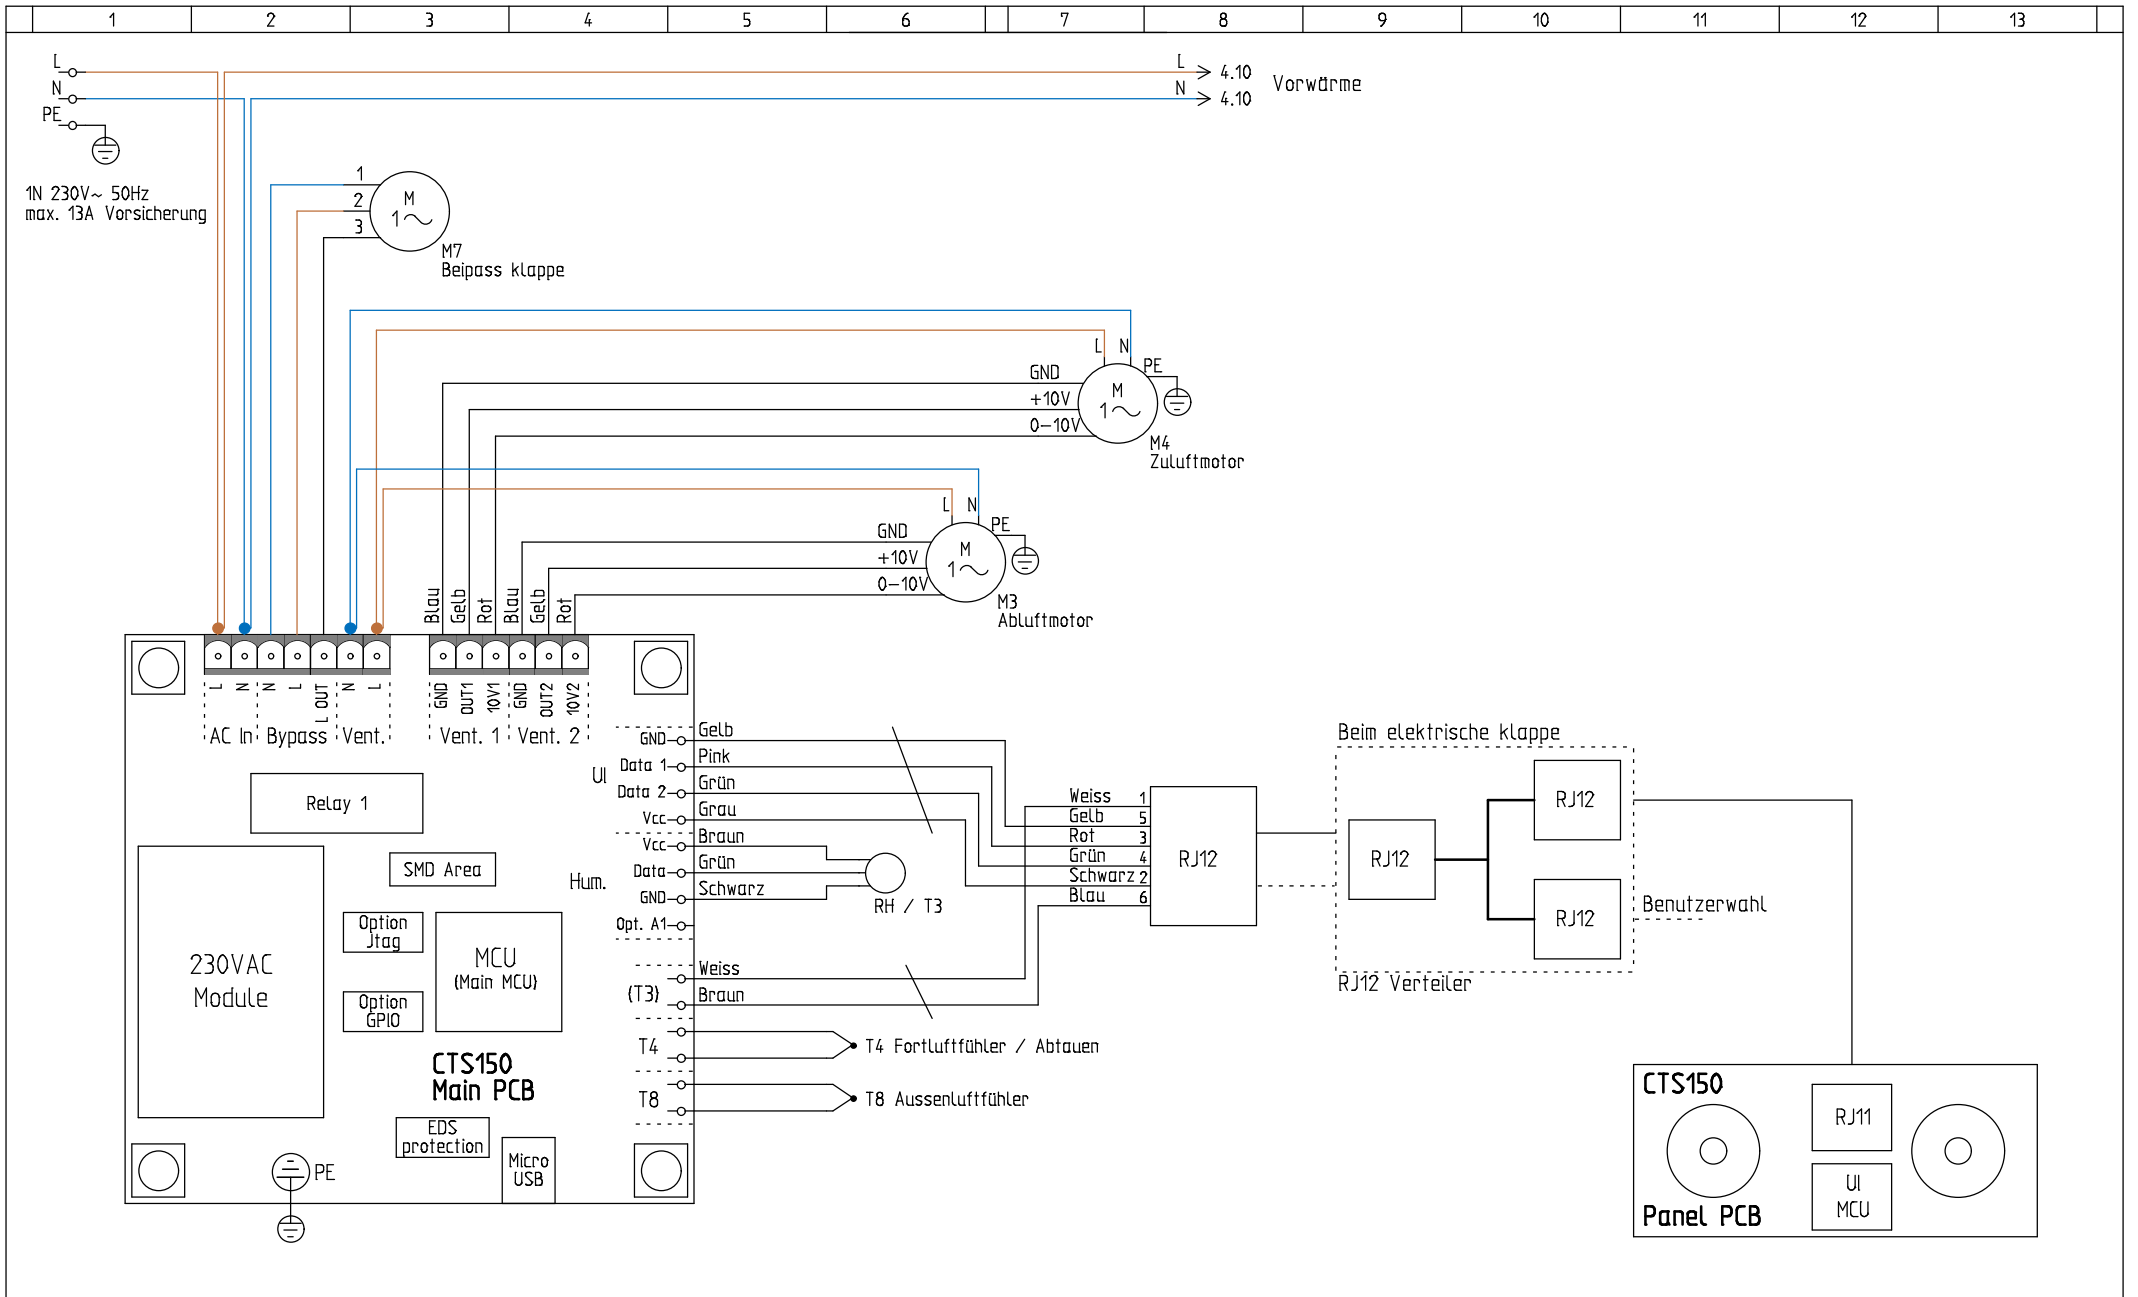 1 2 3 4 5 6 7 8 9 10 11 12 13
L
N
PE
L 4.10
N 4.10
Vorwärme
1N 230V~ 50Hz
max. 13A Vorsicherung
1
2
3
M
1~
M7
Beipass klappe
L N
PE
GND
+10V
0-10V
M
1~
M4
Zuluftmotor
L N
PE
GND
+10V
0-10V
M
1~
M3
Abluftmotor
Blau Gelb Rot Blau Gelb Rot
L N N L L OUT N L
GND OUT1 10V1 GND OUT2 10V2
AC In Bypass Vent.
Vent. 1 Vent. 2
UI
GND Gelb
Data 1 Pink
Data 2 Grün
Vcc Grau
Hum.
Vcc Braun
Data Grün
GND Schwarz
Opt. A1
RH / T3
(T3)
Weiss
Braun
T4
T4 Fortluftfühler / Abtauen
T8
T8 Aussenluftfühler
Relay 1
SMD Area
Option
Jtag
MCU
(Main MCU)
230VAC
Module
Option
GPIO
CTS150
Main PCB
EDS
protection
Micro
USB
PE
Weiss 1
Gelb 5
Rot 3
Grün 4
Schwarz 2
Blau 6
RJ12
Beim elektrische klappe
RJ12
RJ12
RJ12
Benutzerwahl
RJ12 Verteiler
CTS150
RJ11
UI
MCU
Panel PCB